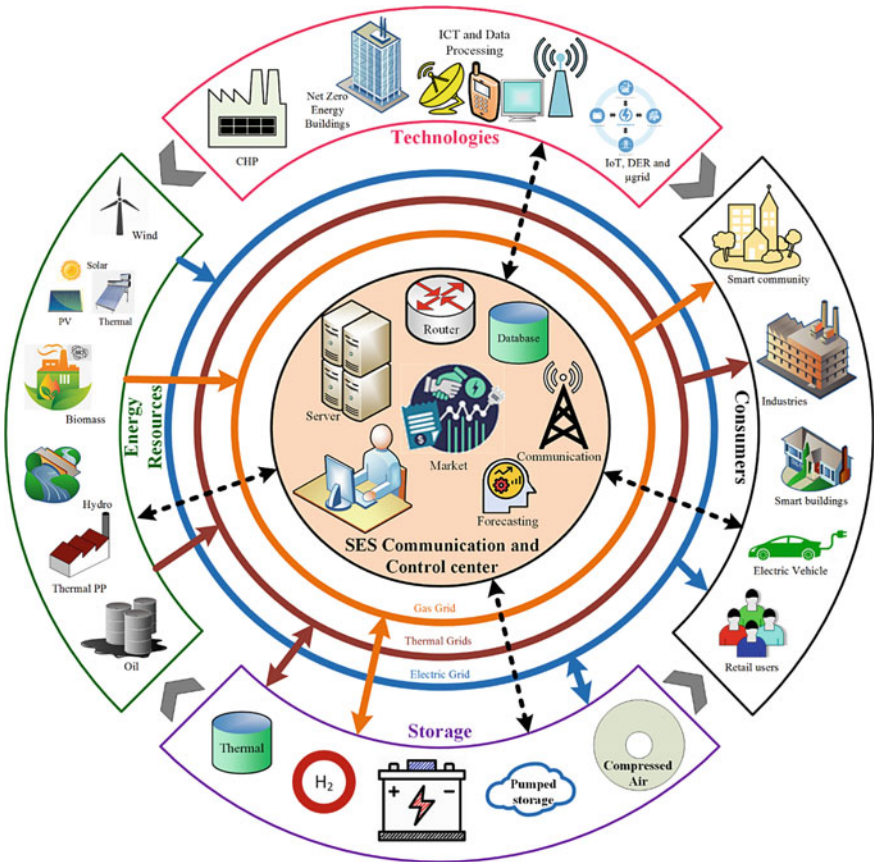 ICT and Data
Processing
Net Zero
Energy
Buildings
CHP
IoT, DER and
μgrid
Technologies
Wind
Solar
PV
Thermal
Biomass
Hydro
Thermal PP
Oil
Energy
Resources
Router
Database
Server
Market
Communication
Forecasting
SES Communication and
Control center
Gas Grid
Thermal Grids
Electric Grid
Smart community
Industries
Smart buildings
Electric Vehicle
Retail users
Consumers
Storage
Thermal
H₂
+ −
Pumped
storage
Compressed
Air